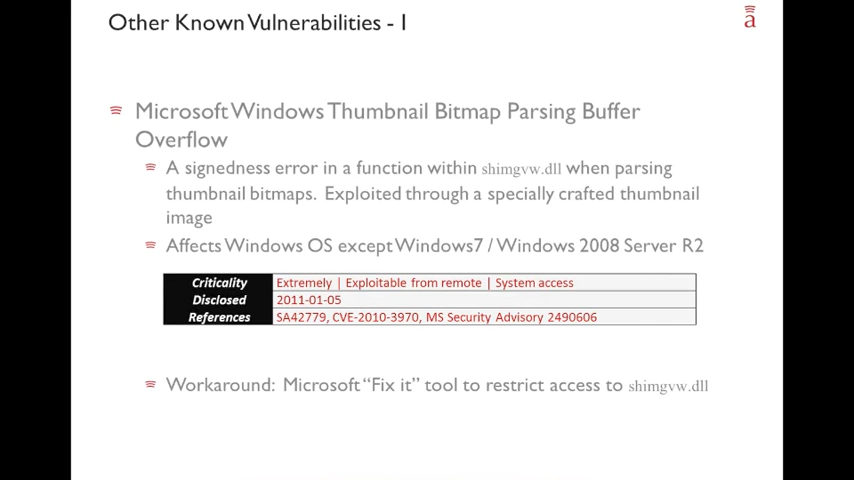 Other Known Vulnerabilities - I
a
Microsoft Windows Thumbnail Bitmap Parsing Buffer
Overflow
A signedness error in a function within shimgvw.dll when parsing
thumbnail bitmaps. Exploited through a specially crafted thumbnail
image
Affects Windows OS except Windows7 / Windows 2008 Server R2
Criticality Extremely | Exploitable from remote | System access
Disclosed 2011-01-05
References SA42779, CVE-2010-3970, MS Security Advisory 2490606
Workaround: Microsoft “Fix it” tool to restrict access to shimgvw.dll